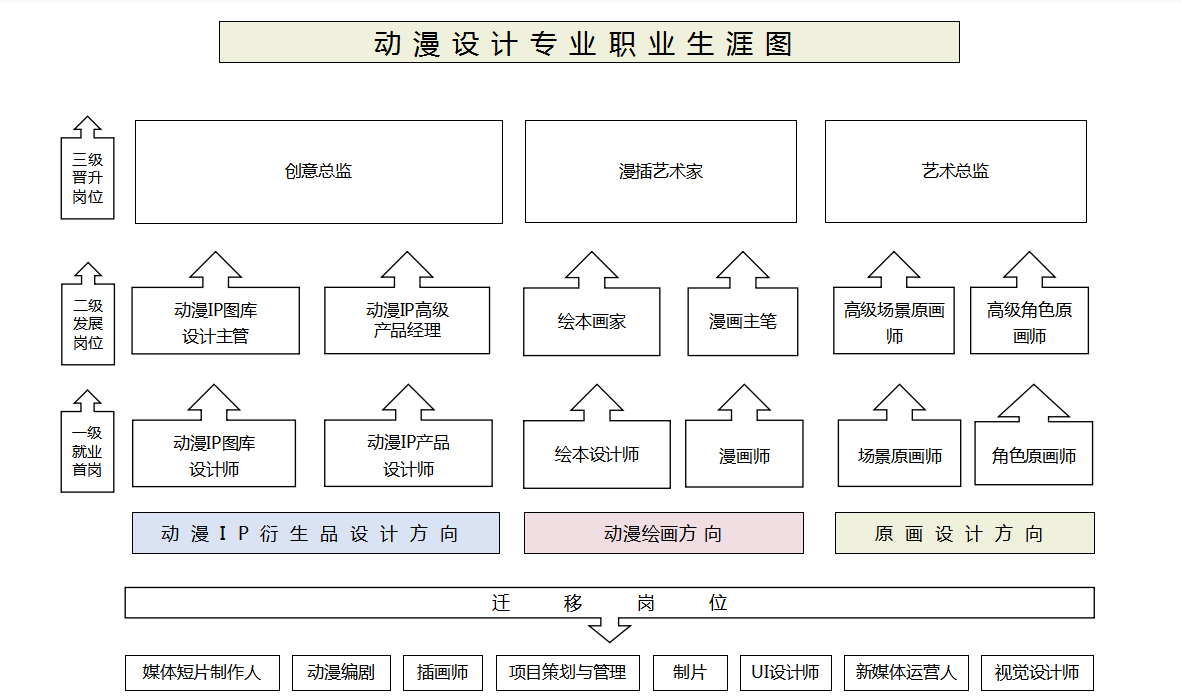 动漫设计专业职业生涯图
三级
晋升
岗位
创意总监
漫插艺术家
艺术总监
二级
发展
岗位
动漫IP图库
设计主管
动漫IP高级
产品经理
绘本画家
漫画主笔
高级场景原画
师
高级角色原
画师
一级
就业
首岗
动漫IP图库
设计师
动漫IP产品
设计师
绘本设计师
漫画师
场景原画师
角色原画师
动漫IP衍生品设计方向
动漫绘画方向
原画设计方向
迁移岗位
媒体短片制作人
动漫编剧
插画师
项目策划与管理
制片
UI设计师
新媒体运营人
视觉设计师